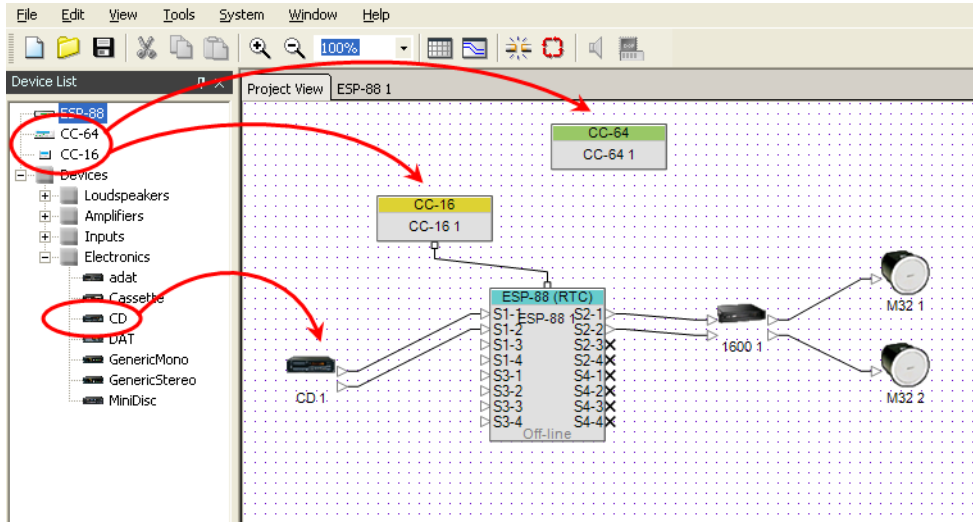 File Edit View Tools System Window Help
100%
Device List
Project View ESP-88 1
ESP-88
CC-64
CC-16
Devices
Loudspeakers
Amplifiers
Inputs
Electronics
adat
Cassette
CD
DAT
GenericMono
GenericStereo
MiniDisc
CC-64
CC-64 1
CC-16
CC-16 1
CD 1
ESP-88 (RTC)
ESP-88 1
S1-1 S2-1
S1-2 S2-2
S1-3 S2-3
S1-4 S2-4
S3-1 S4-1
S3-2 S4-2
S3-3 S4-3
S3-4 S4-4
Off-line
1600 1
M32 1
M32 2